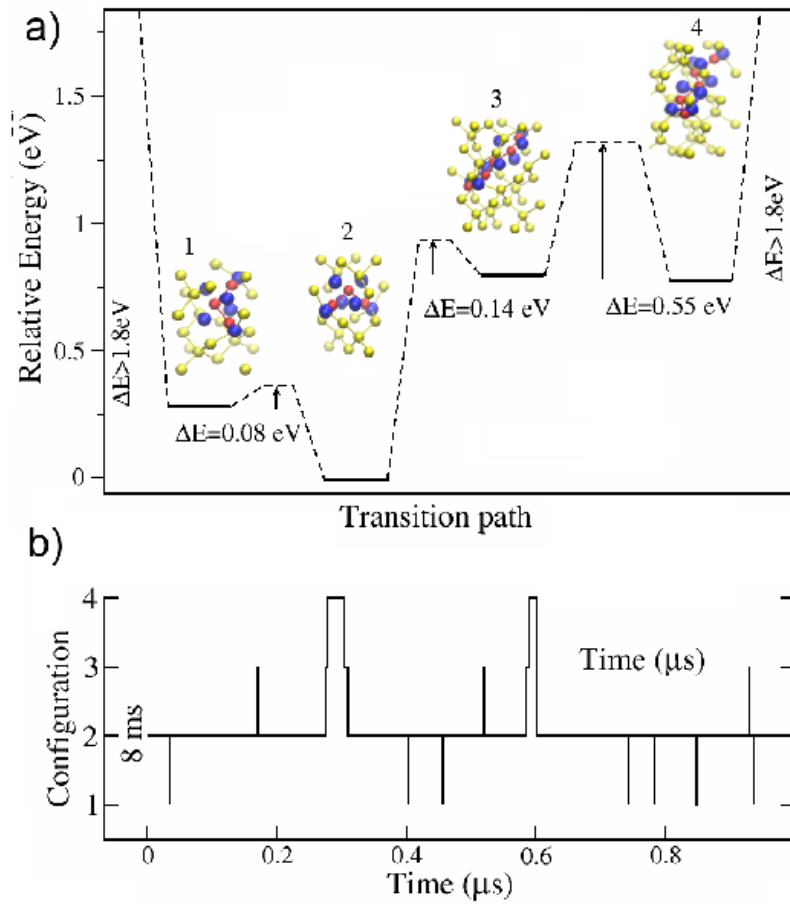 a)
1.5
1
0.5
0
Relative Energy (eV)
1
2
3
4
ΔE>1.8eV
ΔE=0.08 eV
ΔE=0.14 eV
ΔE=0.55 eV
ΔE>1.8eV
Transition path
b)
4
3
2
1
Configuration
8 ms
Time (μs)
0
0.2
0.4
0.6
0.8
Time (μs)